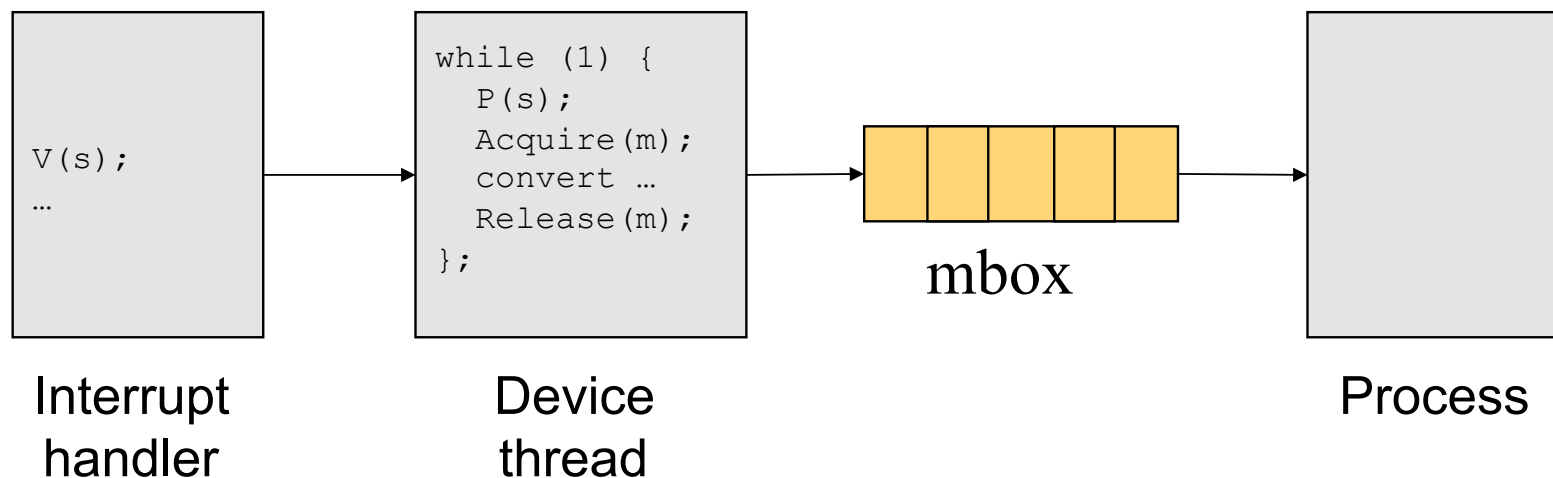 V(s);
…
while (1) {
P(s);
Acquire(m);
convert …
Release(m);
};
mbox
Interrupt
handler
Device
thread
Process